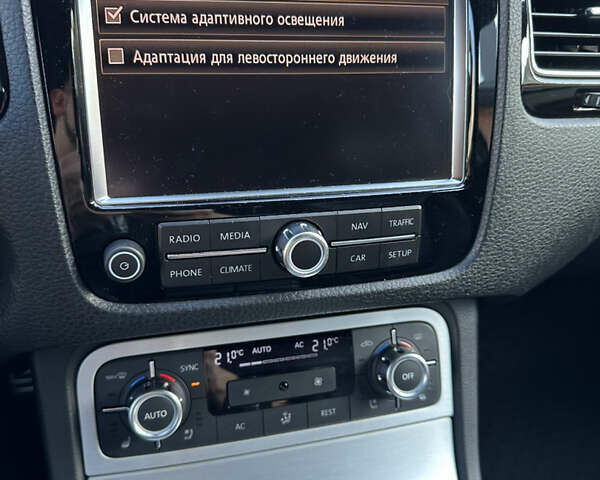 Система адаптивного освещения
Адаптация для левостороннего движения
RADIO MEDIA NAV TRAFFIC
PHONE CLIMATE CAR SETUP
21.0°C AUTO AC 21.0°C
SYNC
AUTO OFF
AC REST